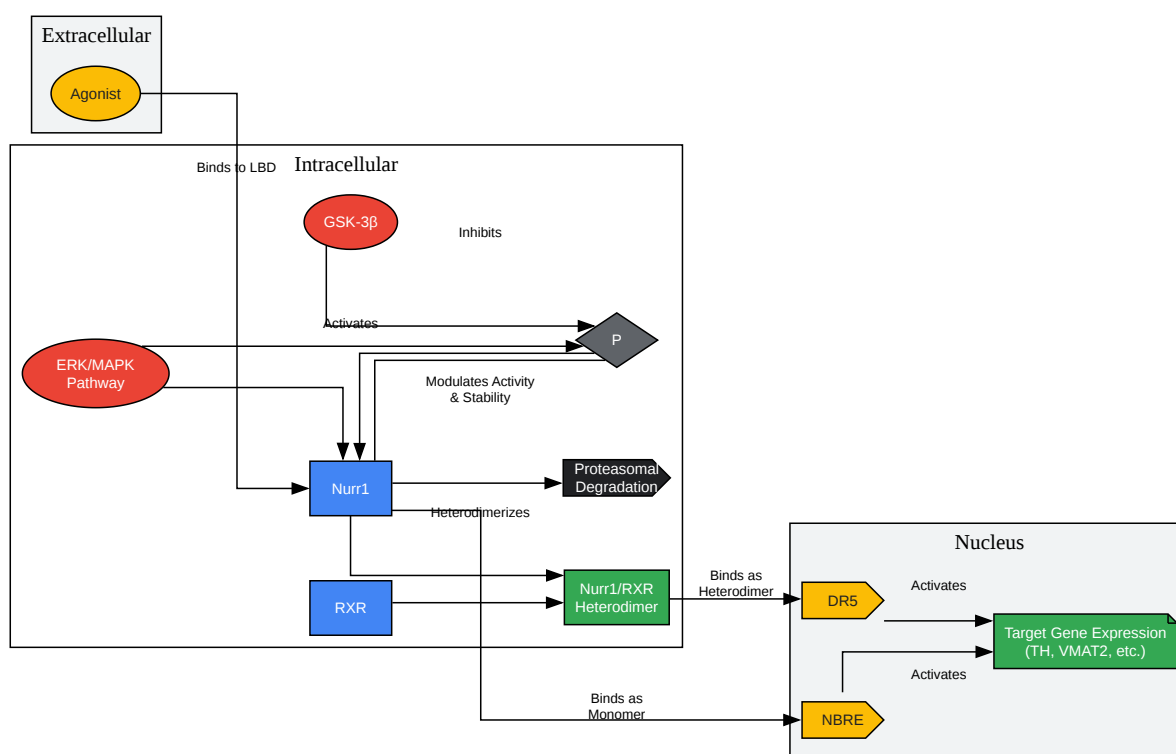 Extracellular
Agonist
Binds to LBD
Intracellular
GSK-3β
Inhibits
Activates
P
ERK/MAPK
Pathway
Modulates Activity
& Stability
Nurr1
Proteasomal
Degradation
Heterodimerizes
RXR
Nurr1/RXR
Heterodimer
Binds as
Heterodimer
Binds as
Monomer
Nucleus
DR5
Activates
Target Gene Expression
(TH, VMAT2, etc.)
Activates
NBRE